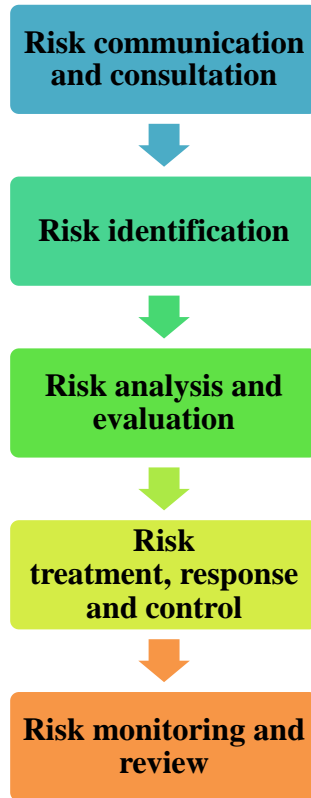 Risk communication
and consultation
Risk identification
Risk analysis and
evaluation
Risk
treatment, response
and control
Risk monitoring and
review